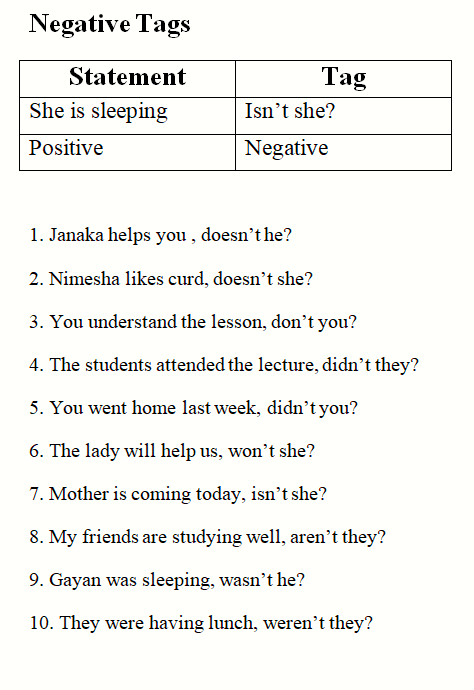 Negative Tags
Statement Tag
She is sleeping Isn’t she?
Positive Negative
1. Janaka helps you , doesn’t he?
2. Nimesha likes curd, doesn’t she?
3. You understand the lesson, don’t you?
4. The students attended the lecture, didn’t they?
5. You went home last week, didn’t you?
6. The lady will help us, won’t she?
7. Mother is coming today, isn’t she?
8. My friends are studying well, aren’t they?
9. Gayan was sleeping, wasn’t he?
10. They were having lunch, weren’t they?